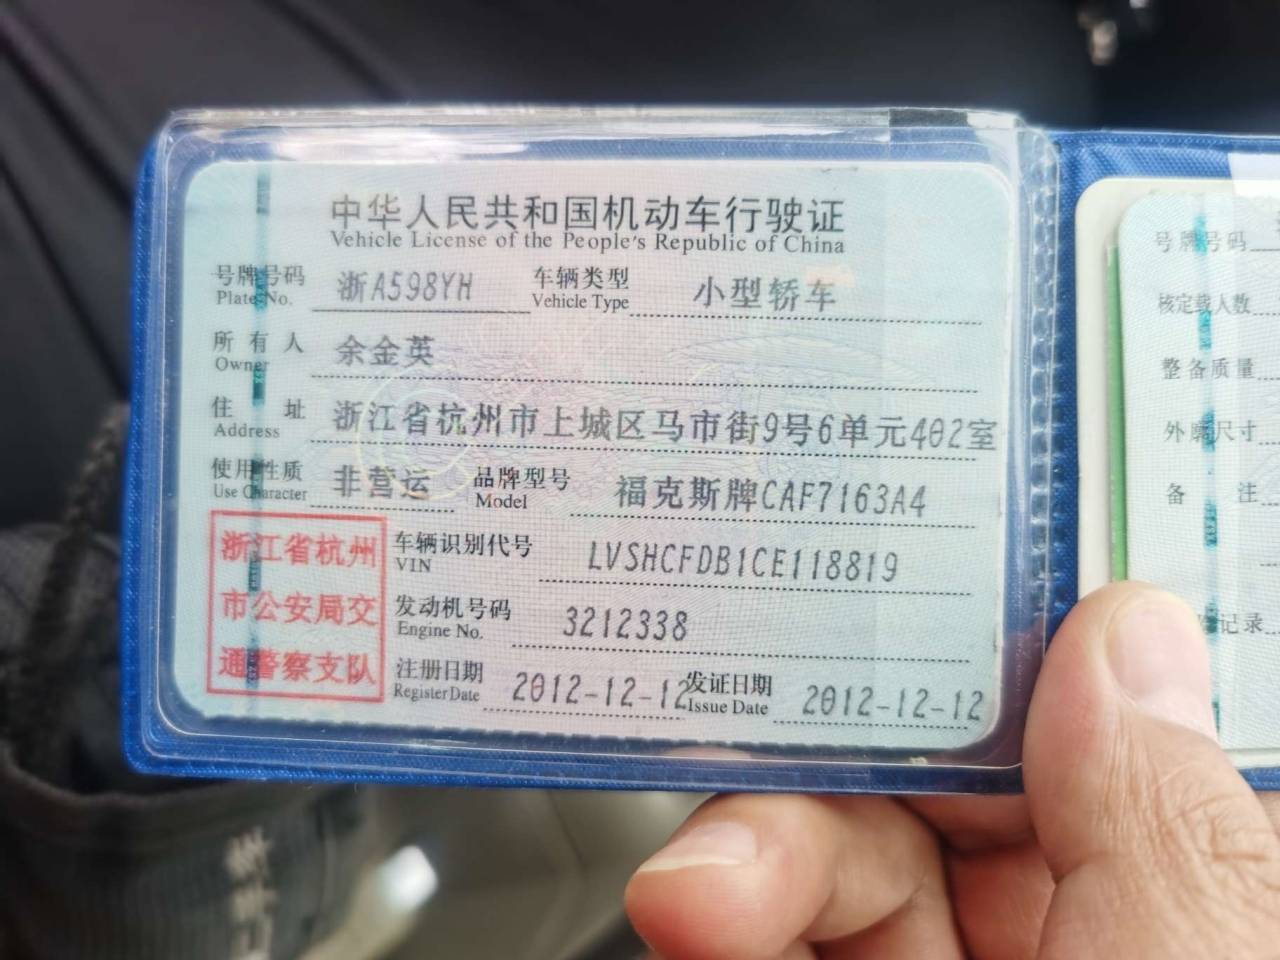 中华人民共和国机动车行驶证
Vehicle License of the People's Republic of China
号牌号码 浙A598YH 车辆类型 小型轿车
Plate No. Vehicle Type
所有人 余金英
Owner
住址 浙江省杭州市上城区马市街9号6单元402室
Address
使用性质 非营运 品牌型号 福克斯牌CAF7163A4
Use Character Model
浙江省杭州
市公安局交
通警察支队
车辆识别代号 LVSHCFDB1CE118819
VIN
发动机号码 3212338
Engine No.
注册日期 2012-12-12 发证日期 2012-12-12
Register Date Issue Date
号牌号码
核定载人数
整备质量
外廓尺寸
备注
记录